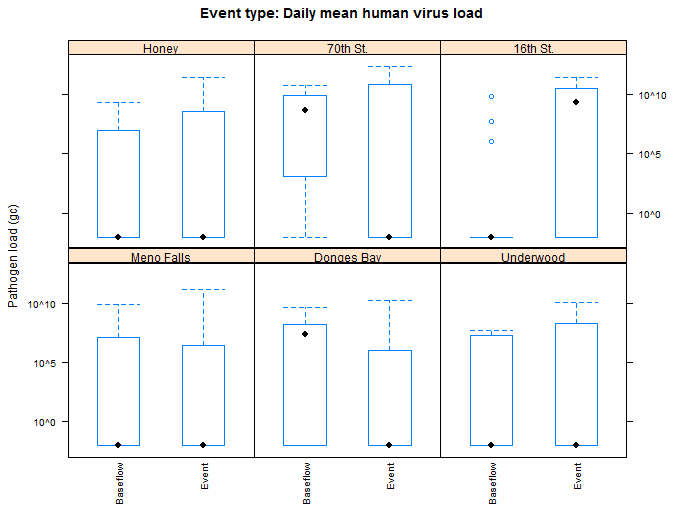 Event type: Daily mean human virus load
Honey 70th St. 16th St.
10^10
10^5
10^0
Meno Falls Donges Bay Underwood
10^10
10^5
10^0
Pathogen load (gc)
Baseflow Event Baseflow Event Baseflow Event